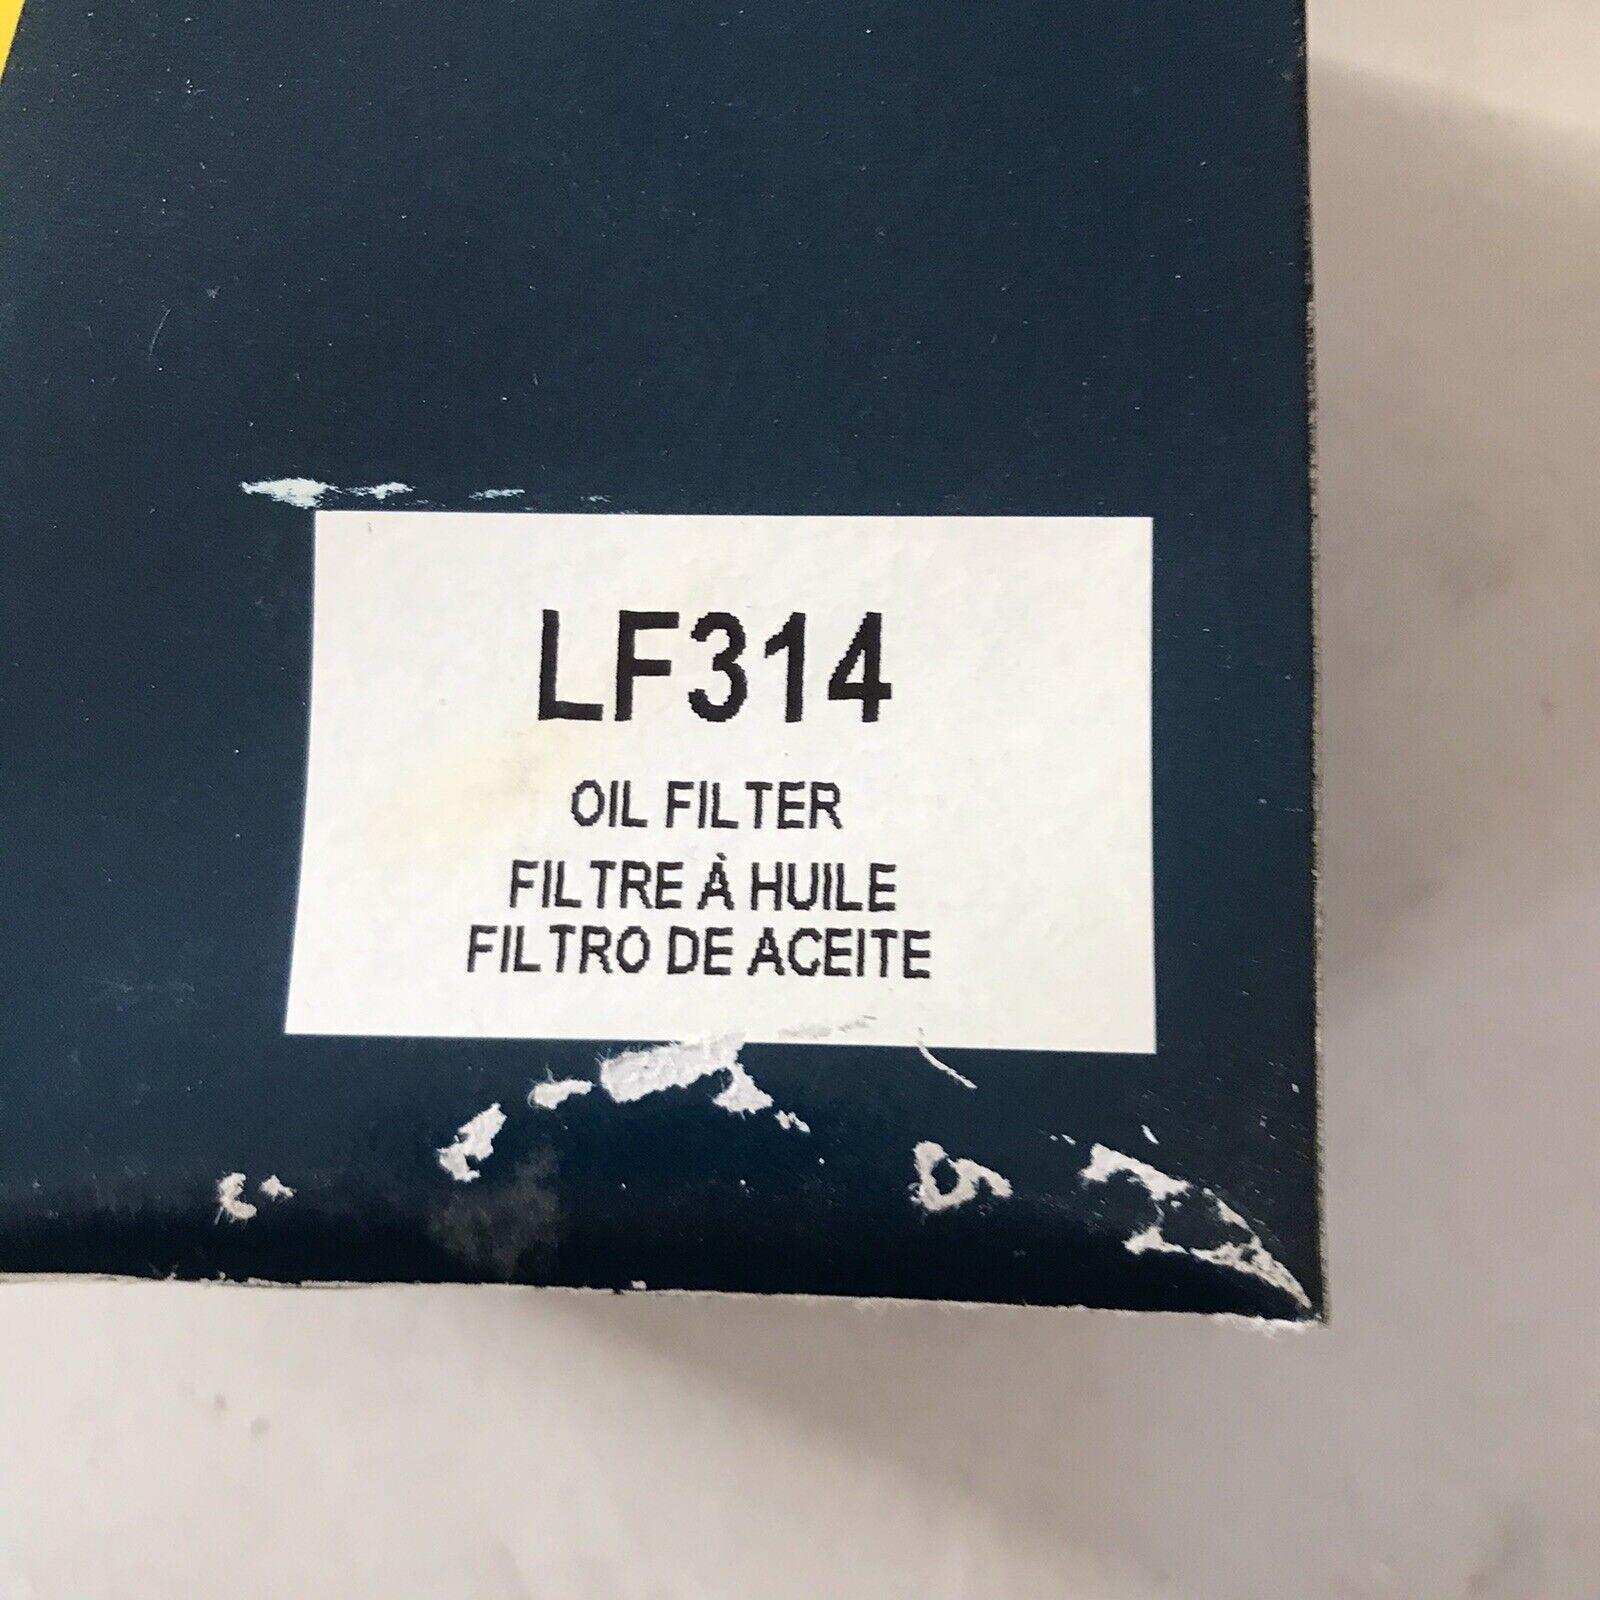 LF314
OIL FILTER
FILTRE À HUILE
FILTRO DE ACEITE